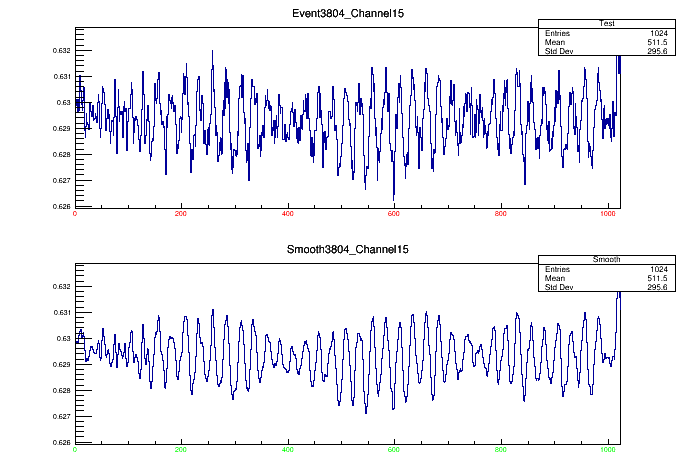 Event3804_Channel15
Test
Entries 1024
Mean 511.5
Std Dev 295.6
0.632
0.631
0.63
0.629
0.628
0.627
0.626
0 200 400 600 800 1000
Smooth3804_Channel15
Smooth
Entries 1024
Mean 511.5
Std Dev 295.6
0.632
0.631
0.63
0.629
0.628
0.627
0.626
0 200 400 600 800 1000